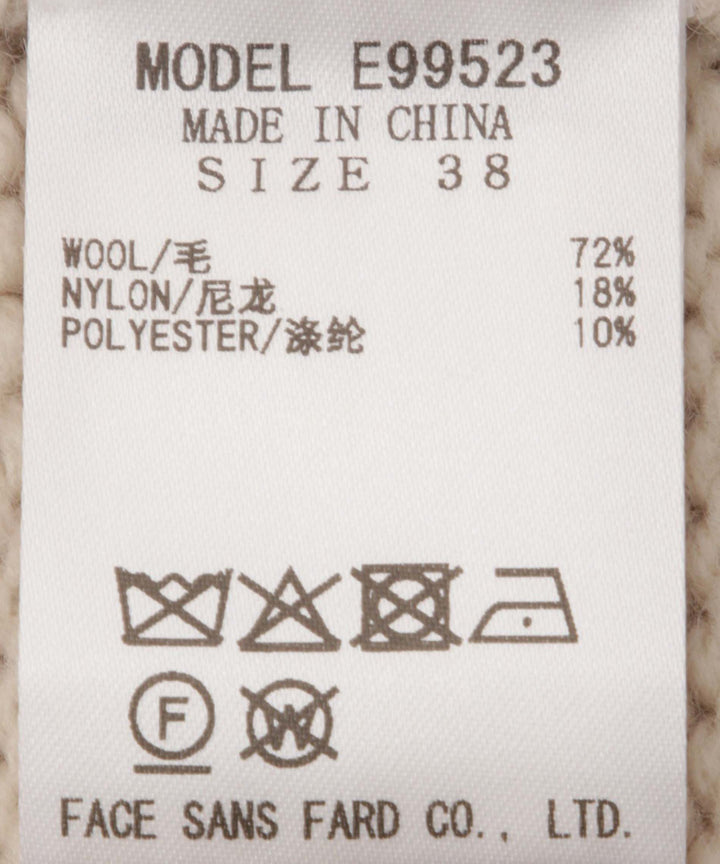 MODEL E99523
MADE IN CHINA
SIZE 38
WOOL/毛 72%
NYLON/尼龙 18%
POLYESTER/涤纶 10%
F W
FACE SANS FARD CO., LTD.